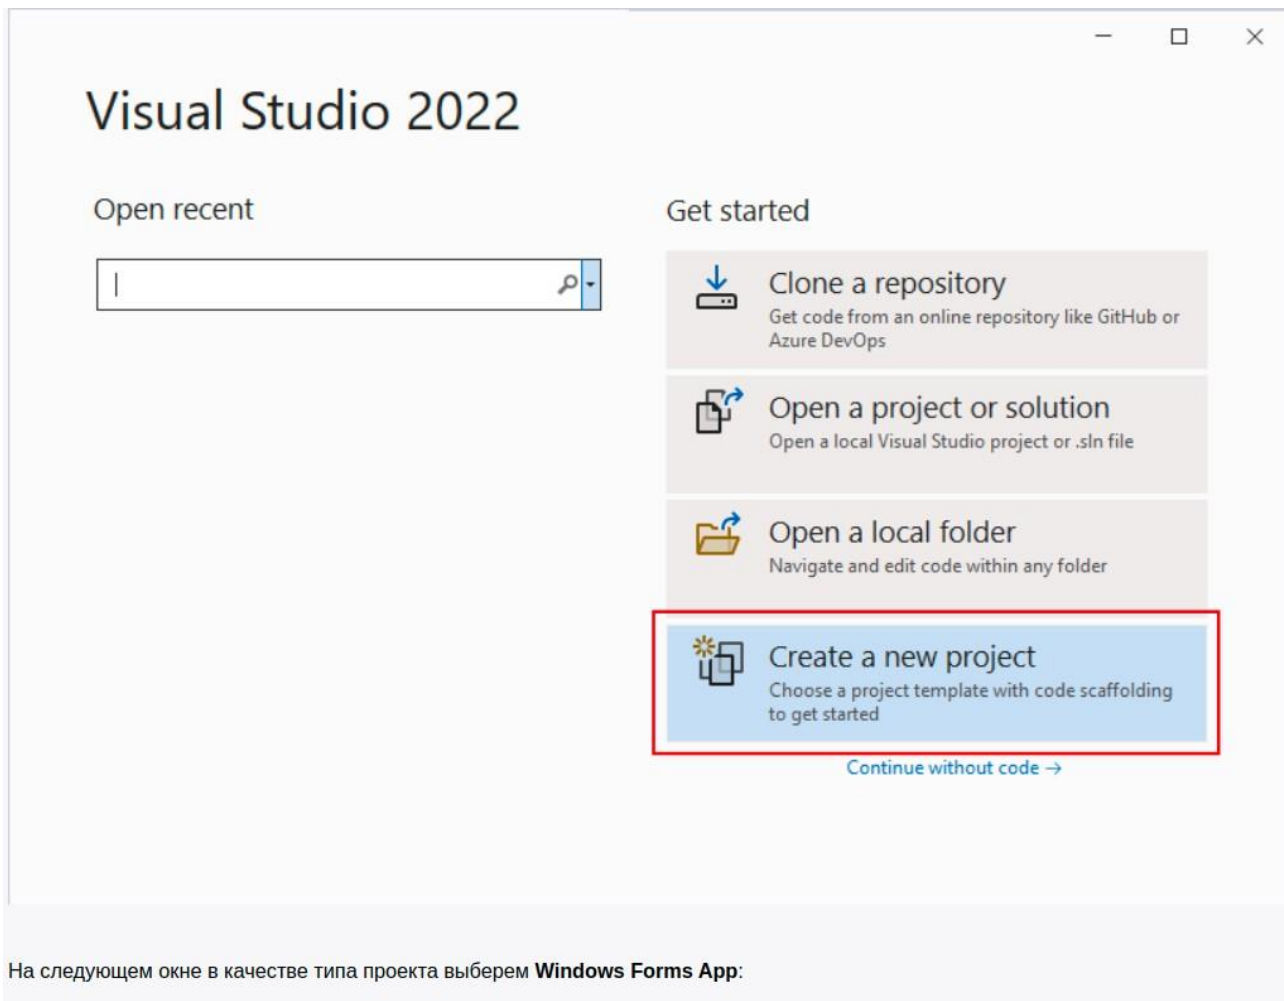 Visual Studio 2022
Open recent
Get started
Clone a repository
Get code from an online repository like GitHub or
Azure DevOps
Open a project or solution
Open a local Visual Studio project or .sln file
Open a local folder
Navigate and edit code within any folder
Create a new project
Choose a project template with code scaffolding
to get started
Continue without code →
На следующем окне в качестве типа проекта выберем Windows Forms App: